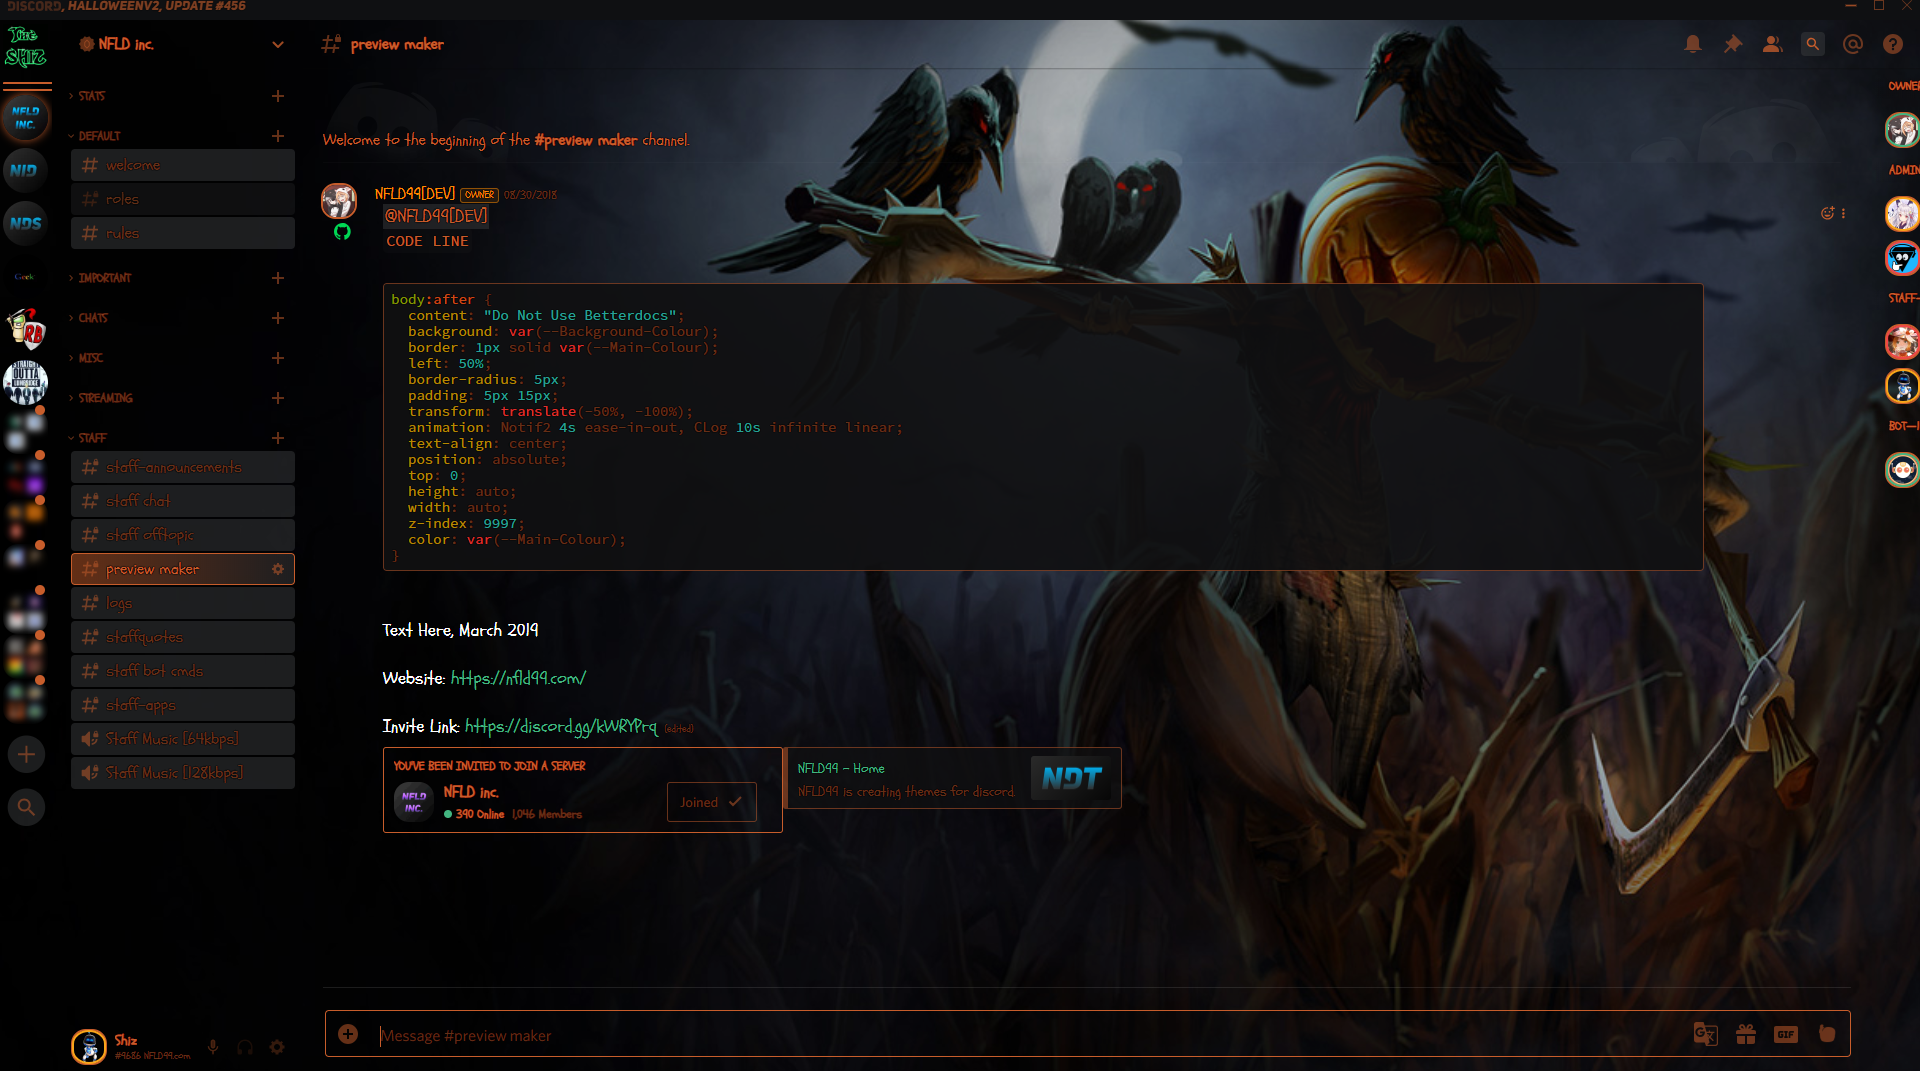 DISCORD, HALLOWEENV2, UPDATE #456
The
SHIZ
NFLD
INC.
NID
NDS
Geek
RB
STRAIGHT
OUTTA
NFLD inc.
STATS
DEFAULT
welcome
roles
rules
IMPORTANT
CHATS
MISC
STREAMING
STAFF
staff-announcements
staff chat
staff offtopic
preview maker
logs
staffquotes
staff bot cmds
staff-apps
Staff Music [64kbps]
Staff Music [128kbps]
Shiz
#9686 NFLD99.com
preview maker
Welcome to the beginning of the #preview maker channel.
NFLD99[DEV] OWNER 08/30/2018
@NFLD99[DEV]
CODE LINE
body:after {
content: "Do Not Use Betterdocs";
background: var(--Background-Colour);
border: 1px solid var(--Main-Colour);
left: 50%;
border-radius: 5px;
padding: 5px 15px;
transform: translate(-50%, -100%);
animation: Notif2 4s ease-in-out, CLog 10s infinite linear;
text-align: center;
position: absolute;
top: 0;
height: auto;
width: auto;
z-index: 9997;
color: var(--Main-Colour);
}
Text Here, March 2019
Website: https://nfld99.com/
Invite Link: https://discord.gg/kWRYPrq (edited)
YOU'VE BEEN INVITED TO JOIN A SERVER
NFLD
INC.
NFLD inc.
390 Online 1,046 Members
Joined
NFLD99 - Home
NFLD99 is creating themes for discord.
NDT
Message #preview maker
GIF
OWNER
ADMIN
STAFF-
BOT-